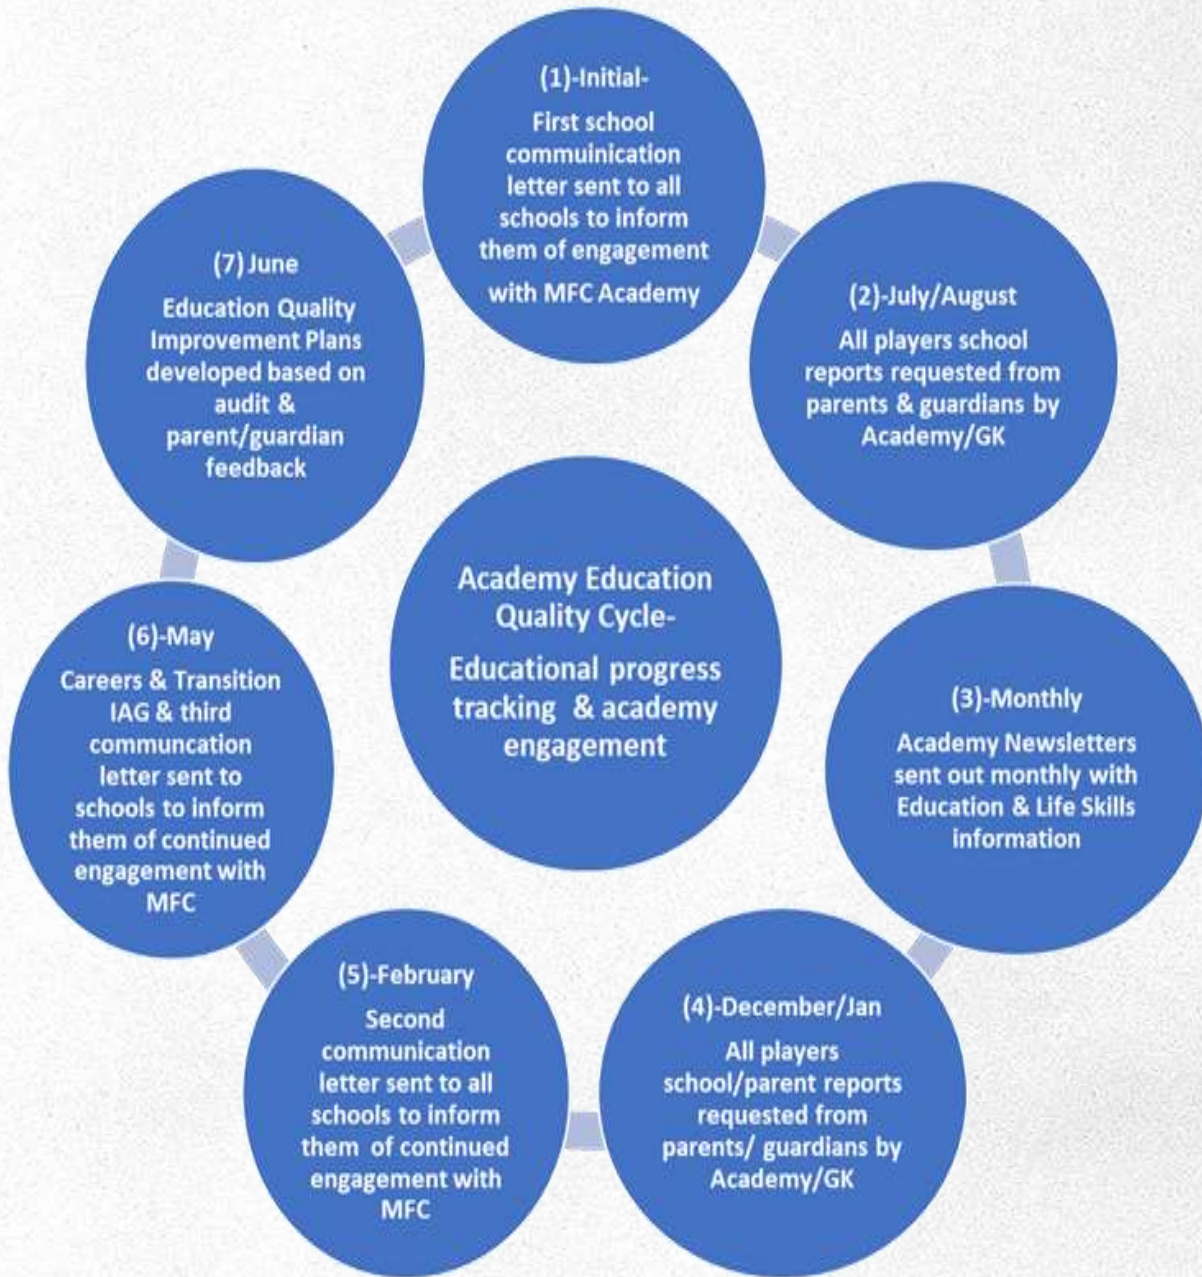 (1)-Initial-
First school
commuinication
letter sent to all
schools to inform
them of engagement
with MFC Academy
(2)-July/August
All players school
reports requested from
parents & guardians by
Academy/GK
(3)-Monthly
Academy Newsletters
sent out monthly with
Education & Life Skills
information
(4)-December/Jan
All players
school/parent reports
requested from
parents/ guardians by
Academy/GK
(5)-February
Second
communication
letter sent to all
schools to inform
them of continued
engagement with
MFC
(6)-May
Careers & Transition
IAG & third
communcation
letter sent to
schools to inform
them of continued
engagement with
MFC
(7) June
Education Quality
Improvement Plans
developed based on
audit &
parent/guardian
feedback
Academy Education
Quality Cycle-
Educational progress
tracking & academy
engagement